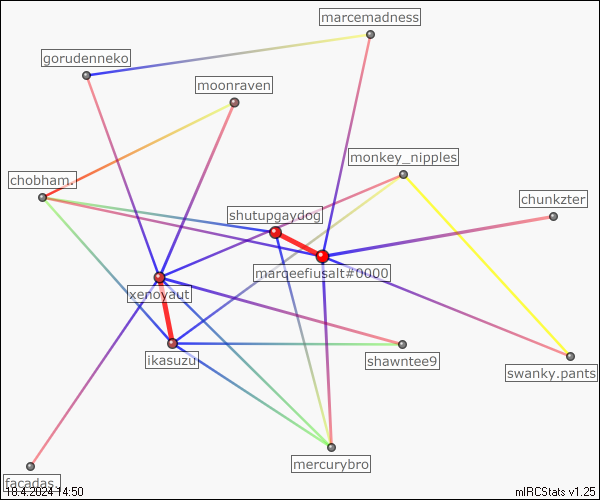 marcemadness
gorudenneko
moonraven
monkey_nipples
chobham.
chunkzter
shutupgaydog
marqeefiusalt#0000
xenoyaut
ikasuzu
shawntee9
swanky.pants
mercurybro
facadas.
10.4.2024 14:50
mIRCStats v1.25